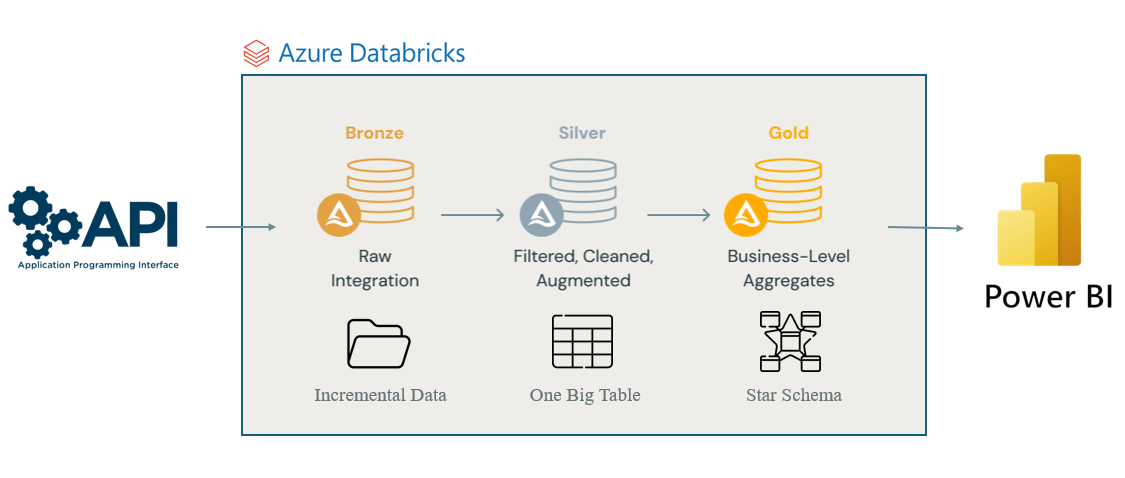 Azure Databricks
Bronze
Silver
Gold
API
Application Programming Interface
Raw
Integration
Filtered, Cleaned,
Augmented
Business-Level
Aggregates
Power BI
Incremental Data
One Big Table
Star Schema